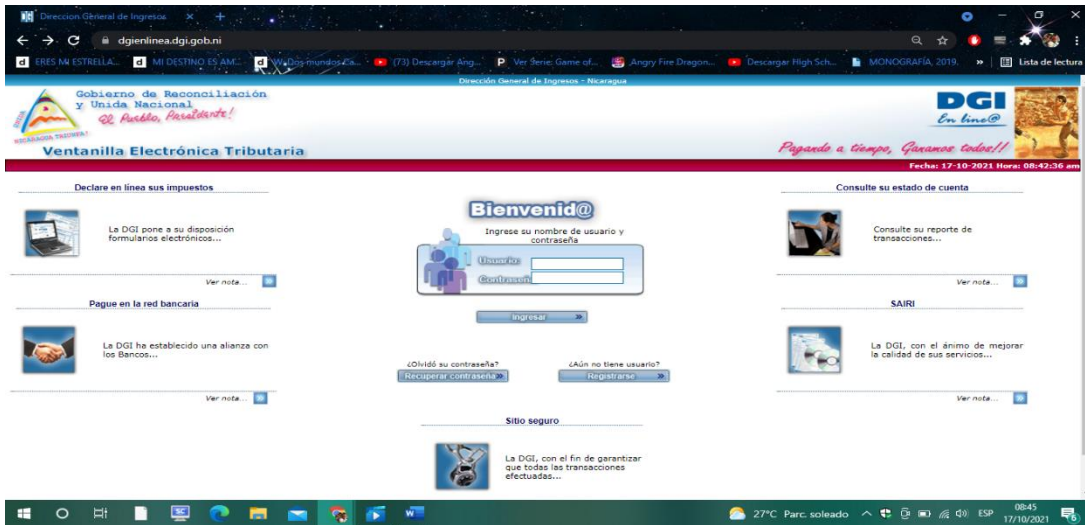 Direccion General de Ingresos
dgienlinea.dgi.gob.ni
ERES MI ESTRELLA...
MI DESTINO ES AM...
W: Dos mundos Ca...
(73) Descargar Ang...
Ver Serie: Game of...
Angry Fire Dragon...
Descargar High Sch...
MONOGRAFÍA, 2019.
»
Lista de lectura
Dirección General de Ingresos - Nicaragua
Gobierno de Reconciliación
y Unida Nacional
El Pueblo, Presidente!
NICARAGUA TRIUNFA!
Ventanilla Electrónica Tributaria
DGI
En line@
Pagando a tiempo, Ganamos todos!!
Fecha: 17-10-2021 Hora: 08:42:36 am
Declare en línea sus impuestos
La DGI pone a su disposición
formularios electrónicos...
Ver nota...
Pague en la red bancaria
La DGI ha establecido una alianza con
los Bancos...
Ver nota...
Bienvenid@
Ingrese su nombre de usuario y
contraseña
Usuario:
Contraseñ
Ingresar »
¿Olvidó su contraseña?
Recuperar contraseña»
¿Aún no tiene usuario?
Registrarse »
Sitio seguro
La DGI, con el fin de garantizar
que todas las transacciones
efectuadas...
Consulte su estado de cuenta
Consulte su reporte de
transacciones...
Ver nota...
SAIRI
La DGI, con el ánimo de mejorar
la calidad de sus servicios...
Ver nota...
27°C Parc. soleado
ESP
08:45
17/10/2021
6